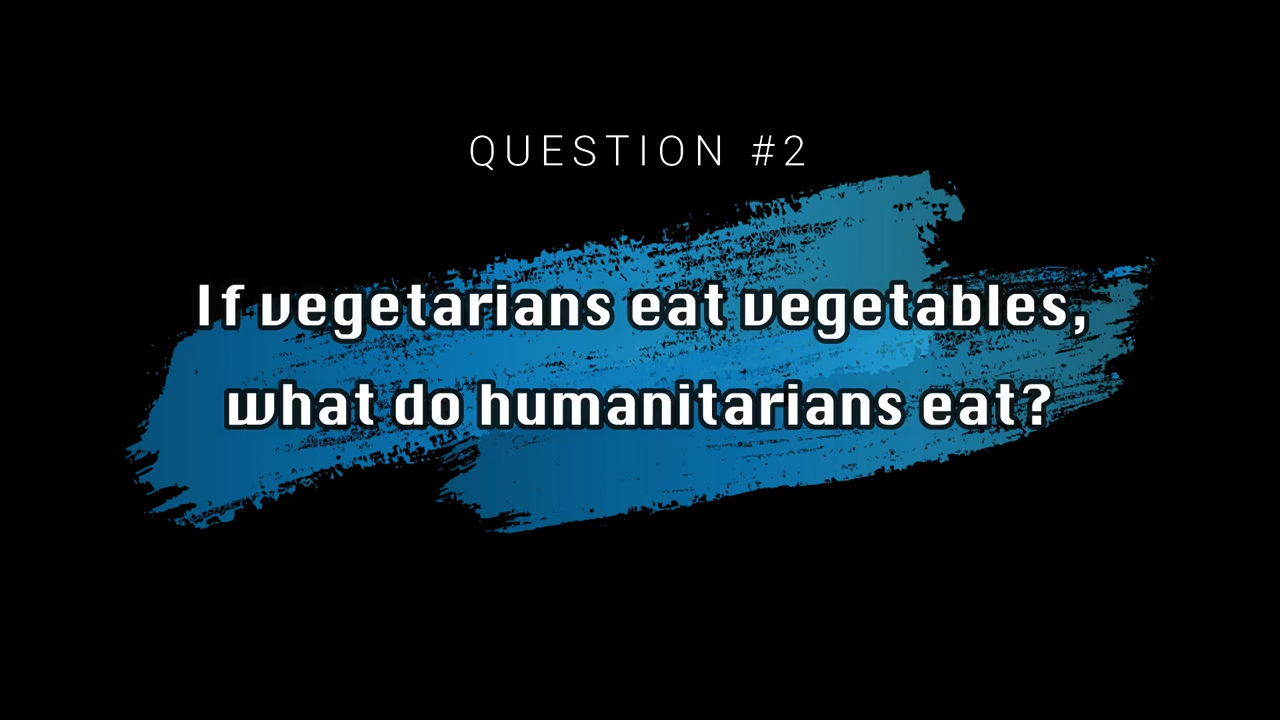 QUESTION #2
If vegetarians eat vegetables,
what do humanitarians eat?